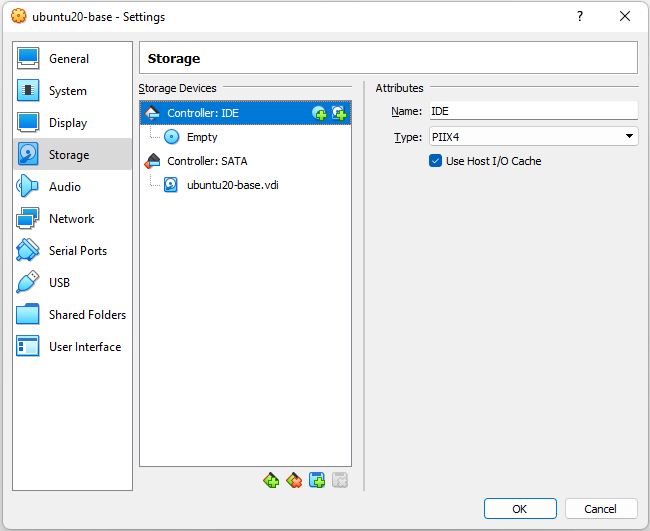 ubuntu20-base - Settings
?
General
System
Display
Storage
Audio
Network
Serial Ports
USB
Shared Folders
User Interface
Storage
Storage Devices
Controller: IDE
Empty
Controller: SATA
ubuntu20-base.vdi
Attributes
Name: IDE
Type: PIIX4
Use Host I/O Cache
OK
Cancel